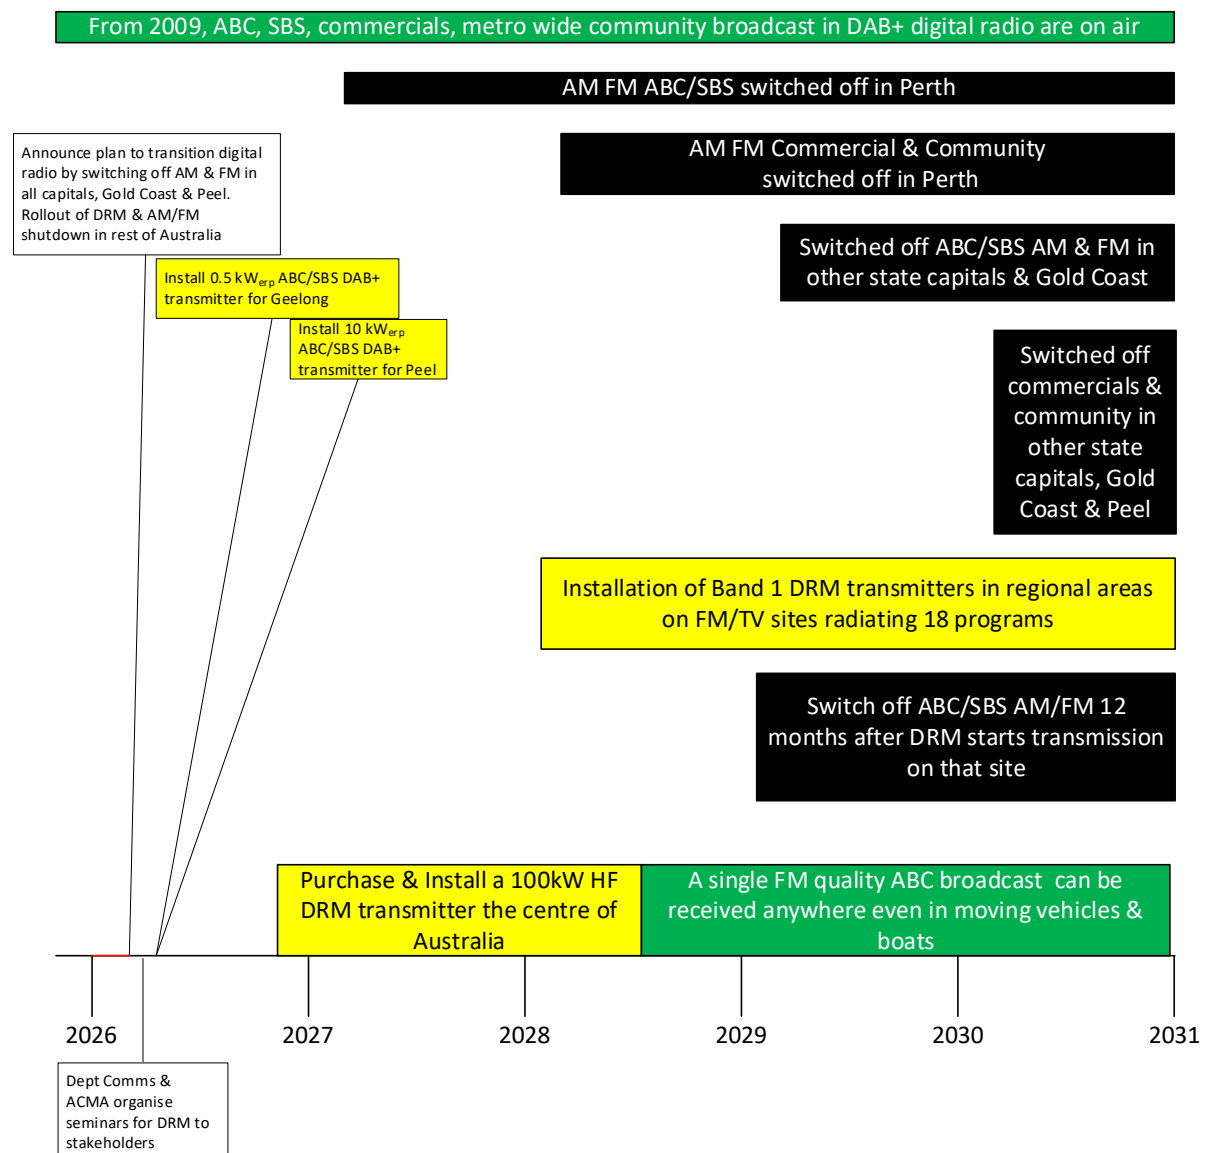 From 2009, ABC, SBS, commercials, metro wide community broadcast in DAB+ digital radio are on air
AM FM ABC/SBS switched off in Perth
AM FM Commercial & Community
switched off in Perth
Announce plan to transition digital
radio by switching off AM & FM in
all capitals, Gold Coast & Peel.
Rollout of DRM & AM/FM
shutdown in rest of Australia
Switched off ABC/SBS AM & FM in
other state capitals & Gold Coast
Install 0.5 kWerp ABC/SBS DAB+
transmitter for Geelong
Install 10 kWerp
ABC/SBS DAB+
transmitter for Peel
Switched off
commercials &
community in
other state
capitals, Gold
Coast & Peel
Installation of Band 1 DRM transmitters in regional areas
on FM/TV sites radiating 18 programs
Switch off ABC/SBS AM/FM 12
months after DRM starts transmission
on that site
Purchase & Install a 100kW HF
DRM transmitter the centre of
Australia
A single FM quality ABC broadcast can be
received anywhere even in moving vehicles &
boats
2026
2027
2028
2029
2030
2031
Dept Comms &
ACMA organise
seminars for DRM to
stakeholders